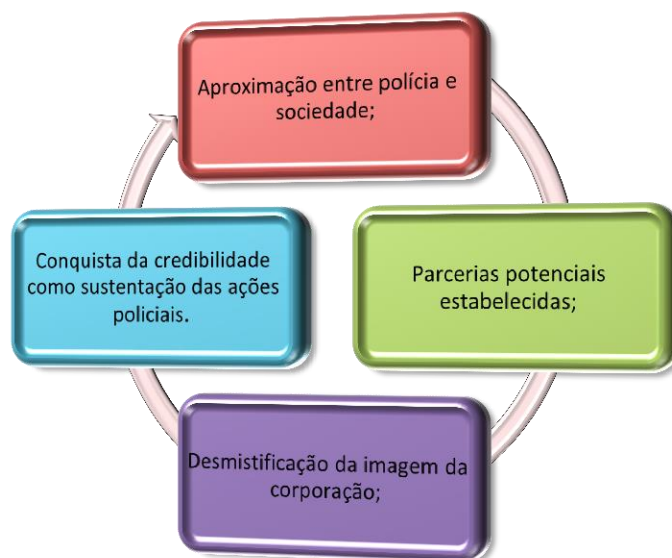 Aproximação entre polícia e
sociedade;
Parcerias potenciais
estabelecidas;
Desmistificação da imagem da
corporação;
Conquista da credibilidade
como sustentação das ações
policiais.